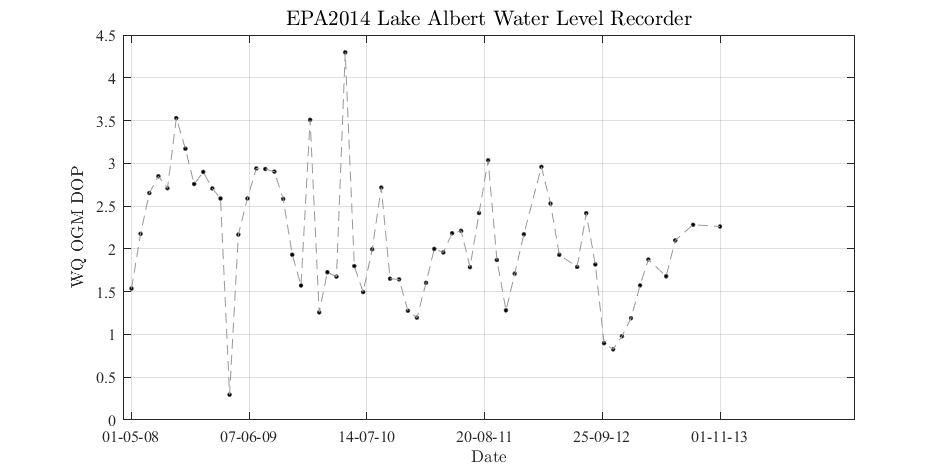 EPA2014 Lake Albert Water Level Recorder
4.5
4
3.5
3
2.5
2
1.5
1
0.5
0
WQ OGM DOP
01-05-08 07-06-09 14-07-10 20-08-11 25-09-12 01-11-13
Date